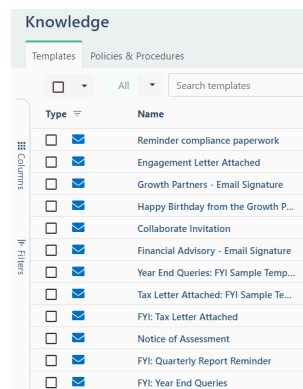 Knowledge
Templates Policies & Procedures
All Search templates
Type Name
Columns
Filters
Reminder compliance paperwork
Engagement Letter Attached
Growth Partners - Email Signature
Happy Birthday from the Growth P...
Collaborate Invitation
Financial Advisory - Email Signature
Year End Queries: FYI Sample Temp...
Tax Letter Attached: FYI Sample Te...
FYI: Tax Letter Attached
Notice of Assessment
FYI: Quarterly Report Reminder
FYI: Year End Queries